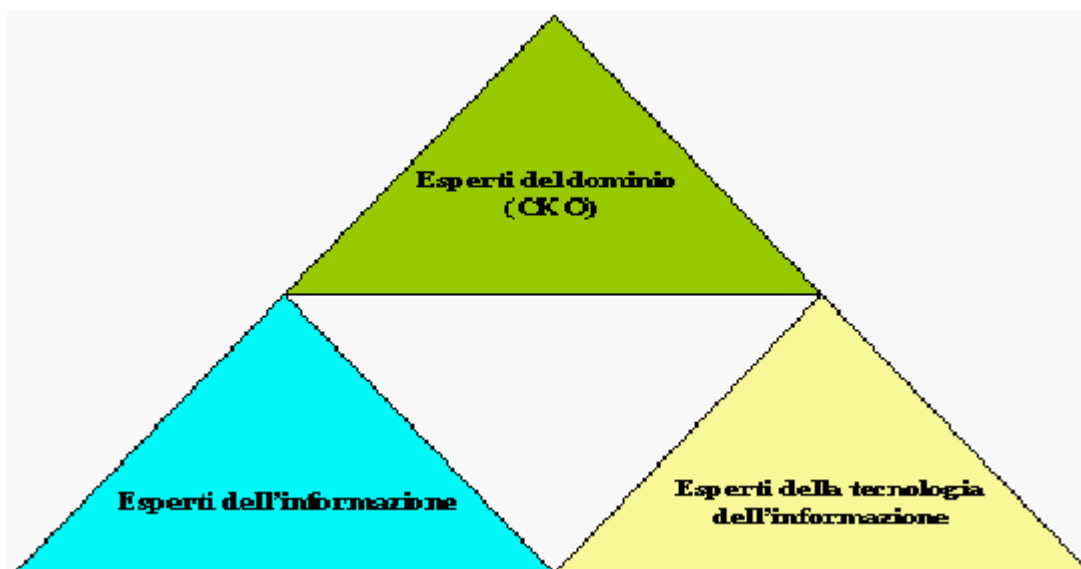 Esperti del dominio
(CKO)
Esperti dell'informazione
Esperti della tecnologia
dell'informazione